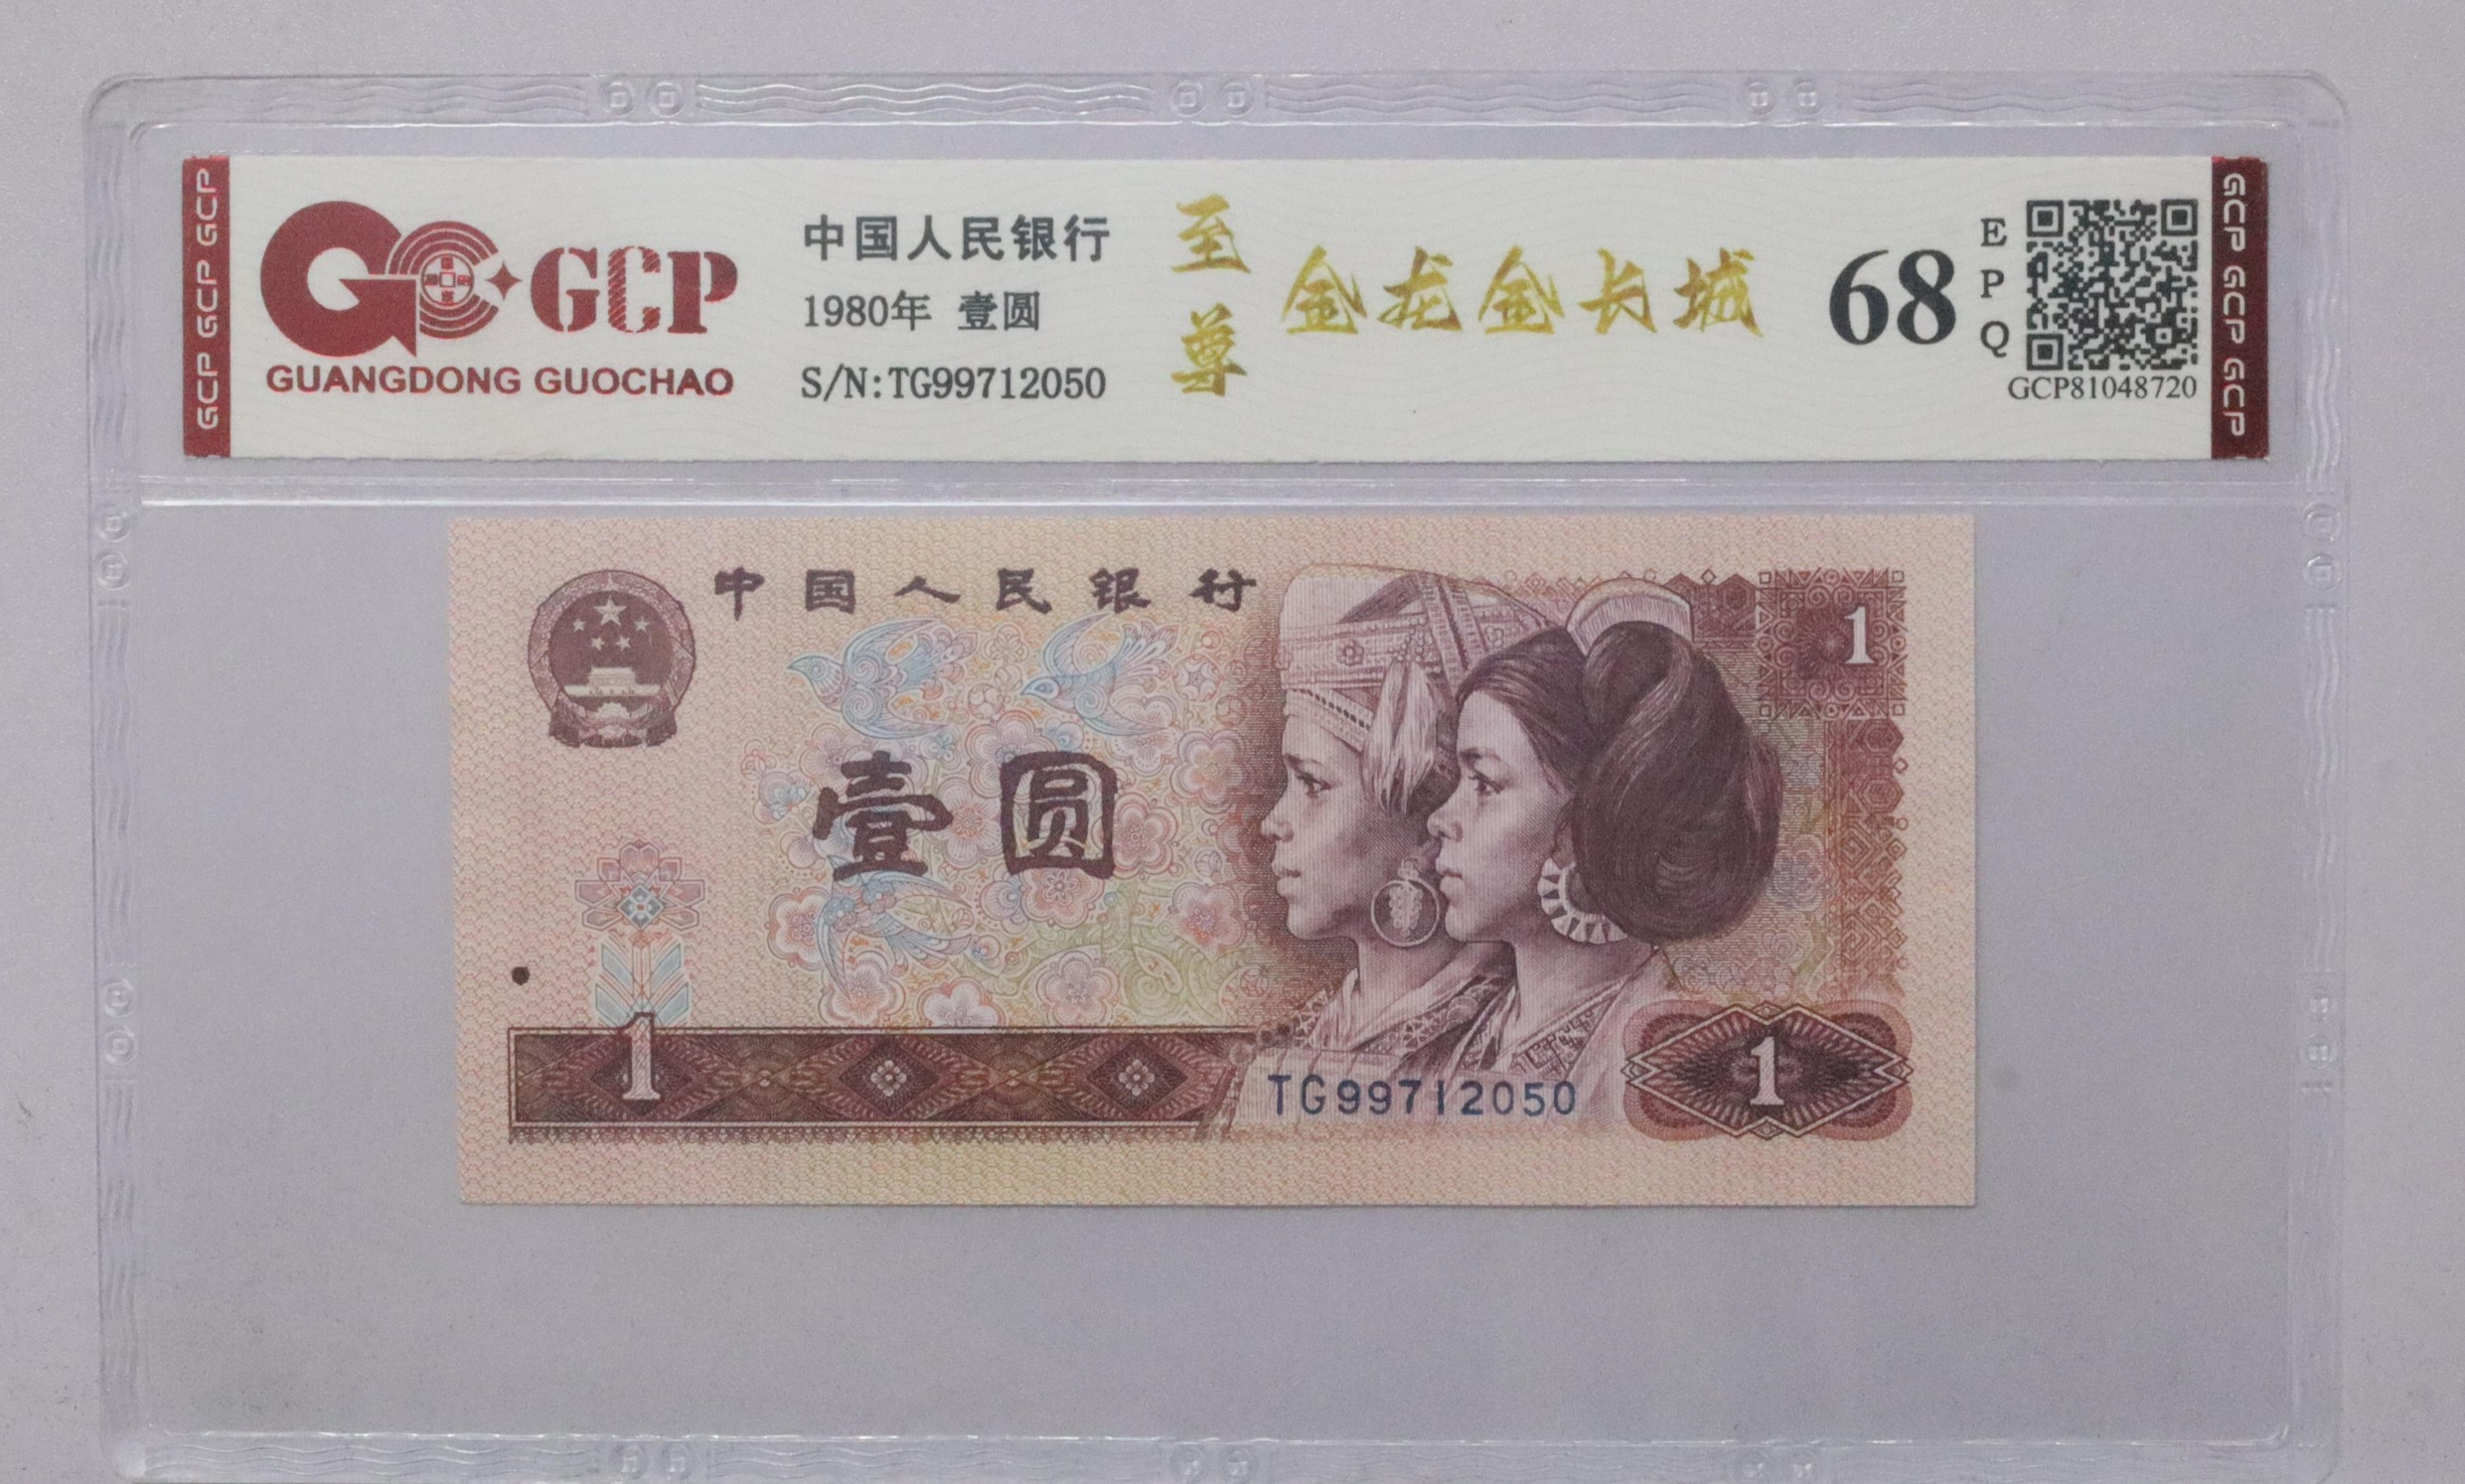 GCP GCP GCP
GCP
GUANGDONG GUOCHAO
中国人民银行
1980年 壹圆
S/N:TG99712050
至尊
金龙金长城
68
EPQ
GCP81048720
GCP GCP GCP
中国人民银行
1
壹圆
1
TG99712050
1